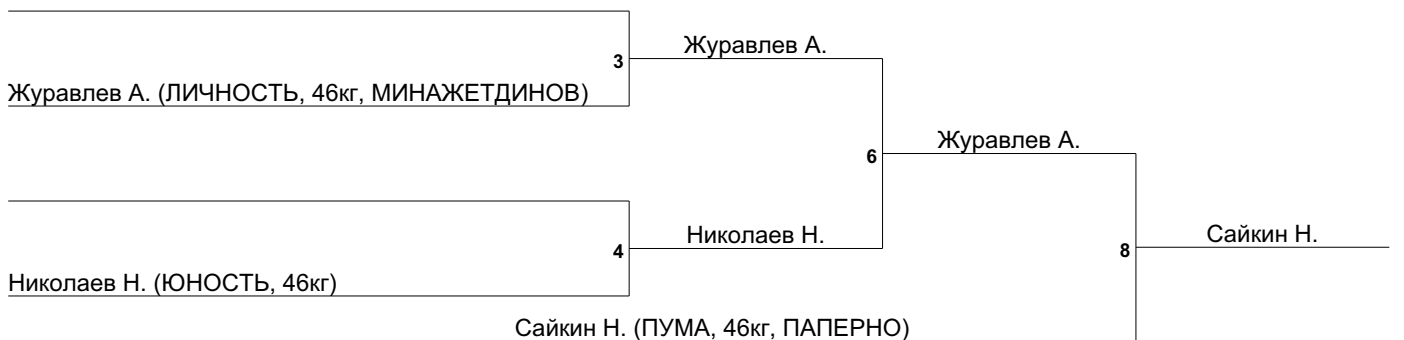 Журавлев А.
3
Журавлев А. (ЛИЧНОСТЬ, 46кг, МИНАЖЕТДИНОВ)
Журавлев А.
6
Николаев Н.
4
Сайкин Н.
8
Николаев Н. (ЮНОСТЬ, 46кг)
Сайкин Н. (ПУМА, 46кг, ПАПЕРНО)